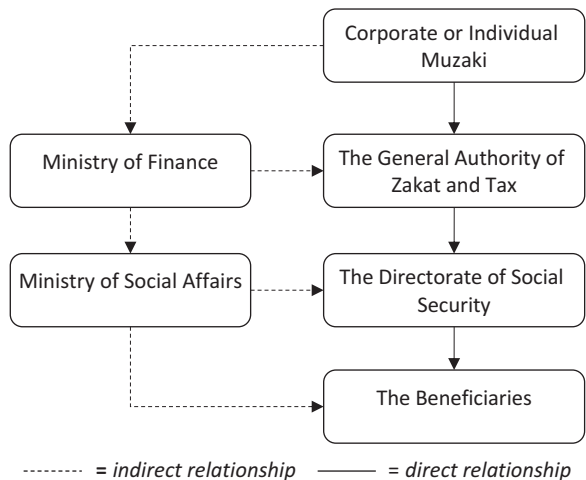 Corporate or Individual
Muzaki
Ministry of Finance
The General Authority of
Zakat and Tax
Ministry of Social Affairs
The Directorate of Social
Security
The Beneficiaries
= indirect relationship
= direct relationship